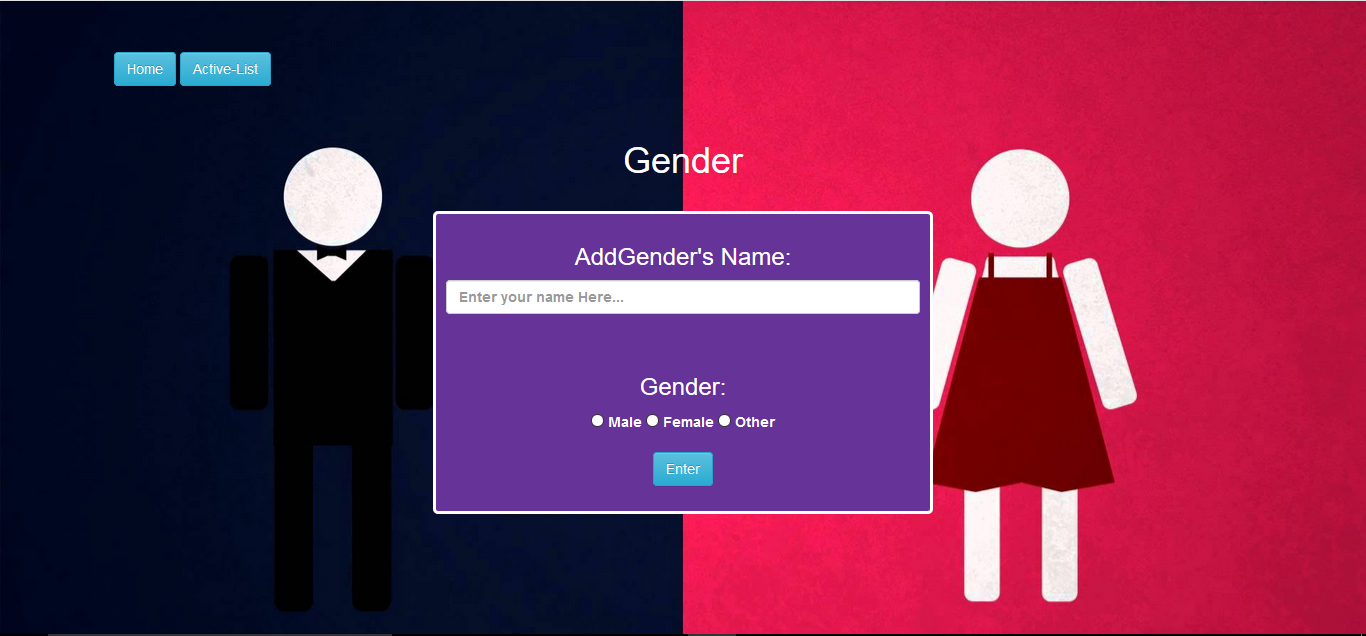 Home Active-List
Gender
AddGender's Name:
Enter your name Here...
Gender:
Male Female Other
Enter